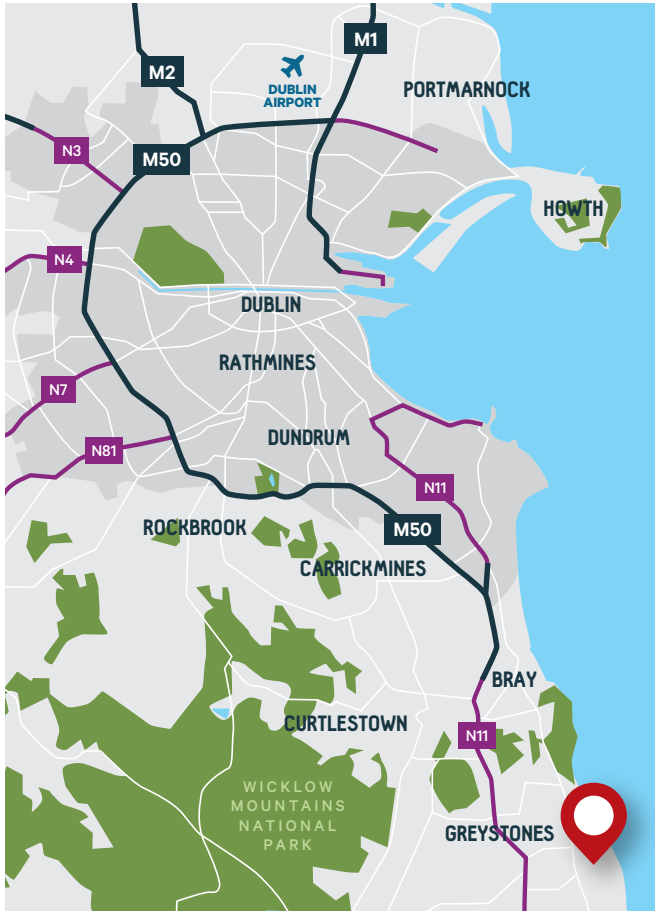 M1
M2
DUBLIN
AIRPORT
PORTMARNOCK
N3
M50
HOWTH
N4
DUBLIN
RATHMINES
N7
DUNDRUM
N81
N11
ROCKBROOK
M50
CARRICKMINES
BRAY
CURTLESTOWN
N11
WICKLOW
MOUNTAINS
NATIONAL
PARK
GREYSTONES